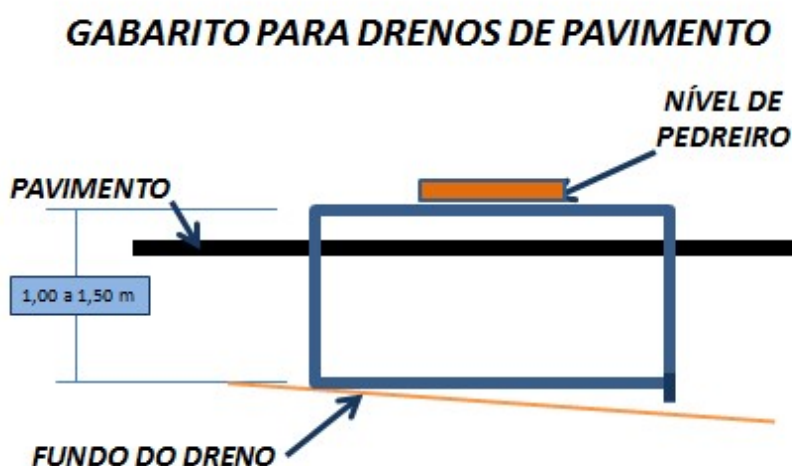 GABARITO PARA DRENOS DE PAVIMENTO
NÍVEL DE
PEDREIRO
PAVIMENTO
1,00 a 1,50 m
FUNDO DO DRENO